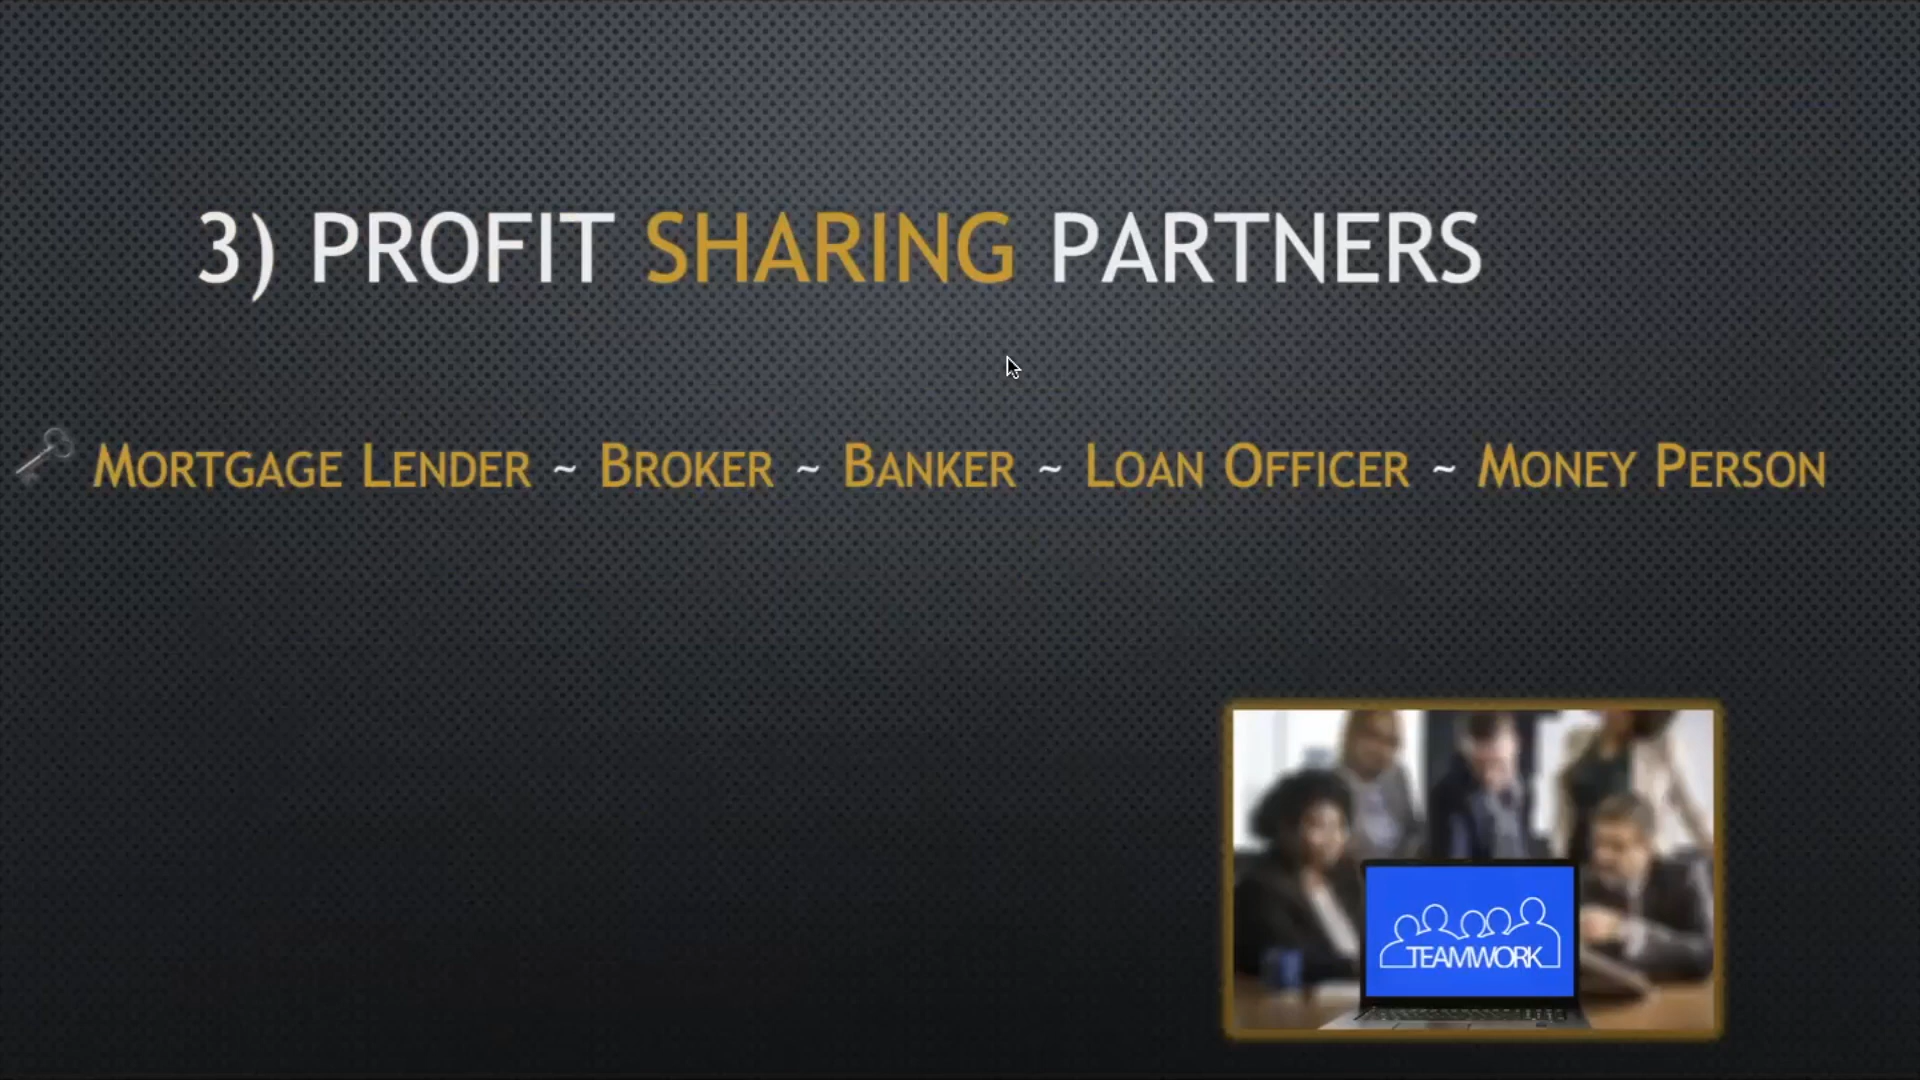 3) PROFIT SHARING PARTNERS
MORTGAGE LENDER ~ BROKER ~ BANKER ~ LOAN OFFICER ~ MONEY PERSON
TEAMWORK